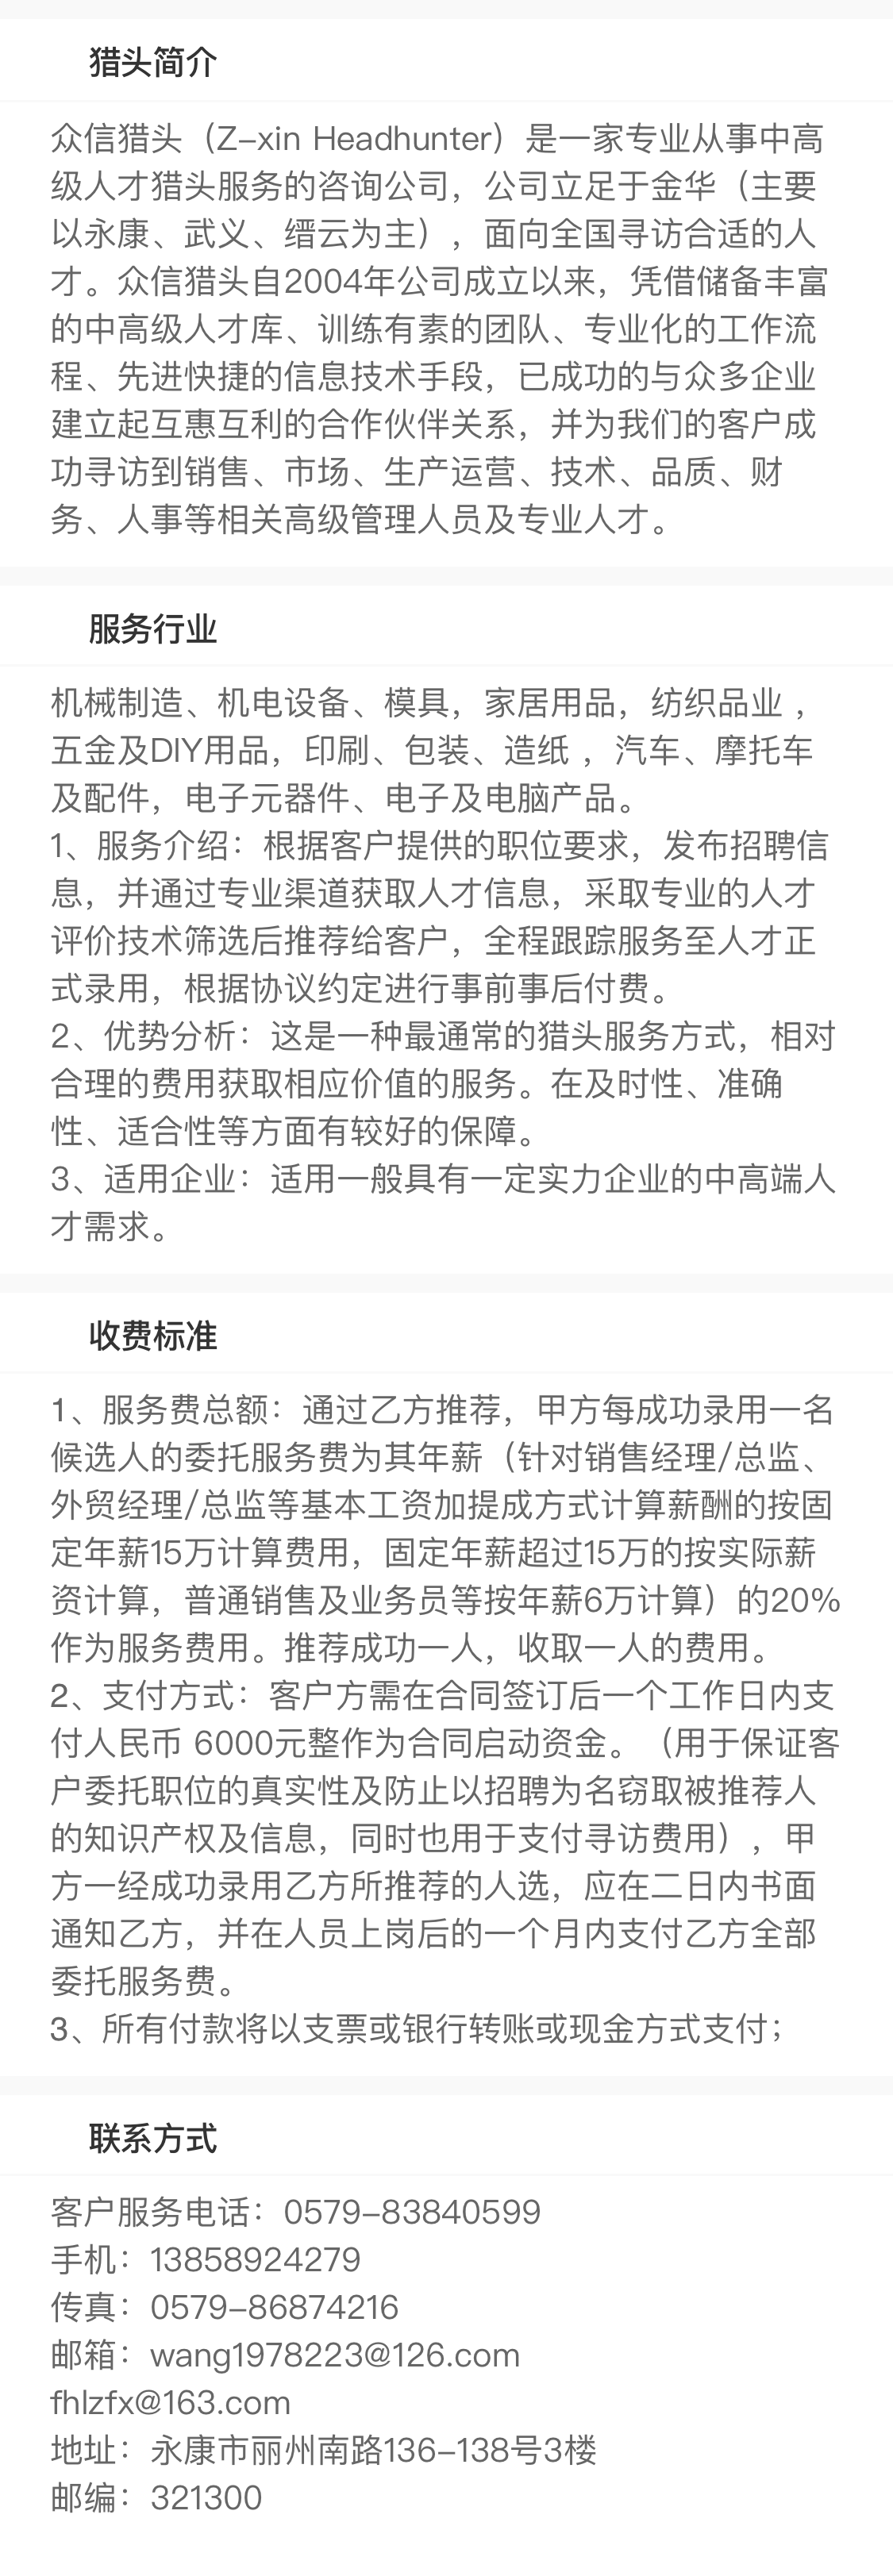 猎头简介
众信猎头（Z-xin Headhunter）是一家专业从事中高
级人才猎头服务的咨询公司，公司立足于金华（主要
以永康、武义、缙云为主），面向全国寻访合适的人
才。众信猎头自2004年公司成立以来，凭借储备丰富
的中高级人才库、训练有素的团队、专业化的工作流
程、先进快捷的信息技术手段，已成功的与众多企业
建立起互惠互利的合作伙伴关系，并为我们的客户成
功寻访到销售、市场、生产运营、技术、品质、财
务、人事等相关高级管理人员及专业人才。
服务行业
机械制造、机电设备、模具，家居用品，纺织品业 ，
五金及DIY用品，印刷、包装、造纸 ，汽车、摩托车
及配件，电子元器件、电子及电脑产品。
1、服务介绍：根据客户提供的职位要求，发布招聘信
息，并通过专业渠道获取人才信息，采取专业的人才
评价技术筛选后推荐给客户，全程跟踪服务至人才正
式录用，根据协议约定进行事前事后付费。
2、优势分析：这是一种最通常的猎头服务方式，相对
合理的费用获取相应价值的服务。在及时性、准确
性、适合性等方面有较好的保障。
3、适用企业：适用一般具有一定实力企业的中高端人
才需求。
收费标准
1、服务费总额：通过乙方推荐，甲方每成功录用一名
候选人的委托服务费为其年薪（针对销售经理/总监、
外贸经理/总监等基本工资加提成方式计算薪酬的按固
定年薪15万计算费用，固定年薪超过15万的按实际薪
资计算，普通销售及业务员等按年薪6万计算）的20%
作为服务费用。推荐成功一人，收取一人的费用。
2、支付方式：客户方需在合同签订后一个工作日内支
付人民币 6000元整作为合同启动资金。（用于保证客
户委托职位的真实性及防止以招聘为名窃取被推荐人
的知识产权及信息，同时也用于支付寻访费用），甲
方一经成功录用乙方所推荐的人选，应在二日内书面
通知乙方，并在人员上岗后的一个月内支付乙方全部
委托服务费。
3、所有付款将以支票或银行转账或现金方式支付；
联系方式
客户服务电话：0579-83840599
手机：13858924279
传真：0579-86874216
邮箱：wang1978223@126.com
fhlzfx@163.com
地址：永康市丽州南路136-138号3楼
邮编：321300